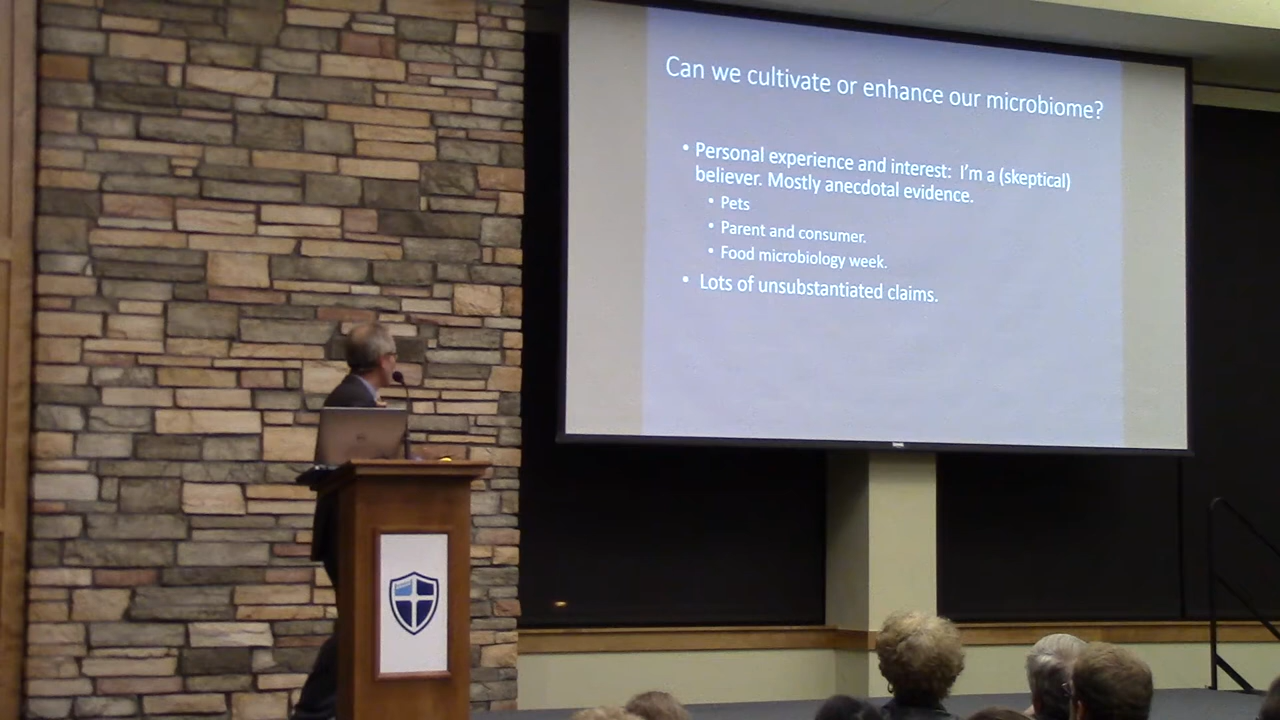 Can we cultivate or enhance our microbiome?
• Personal experience and interest: I'm a (skeptical)
believer. Mostly anecdotal evidence.
• Pets
• Parent and consumer.
• Food microbiology week.
• Lots of unsubstantiated claims.